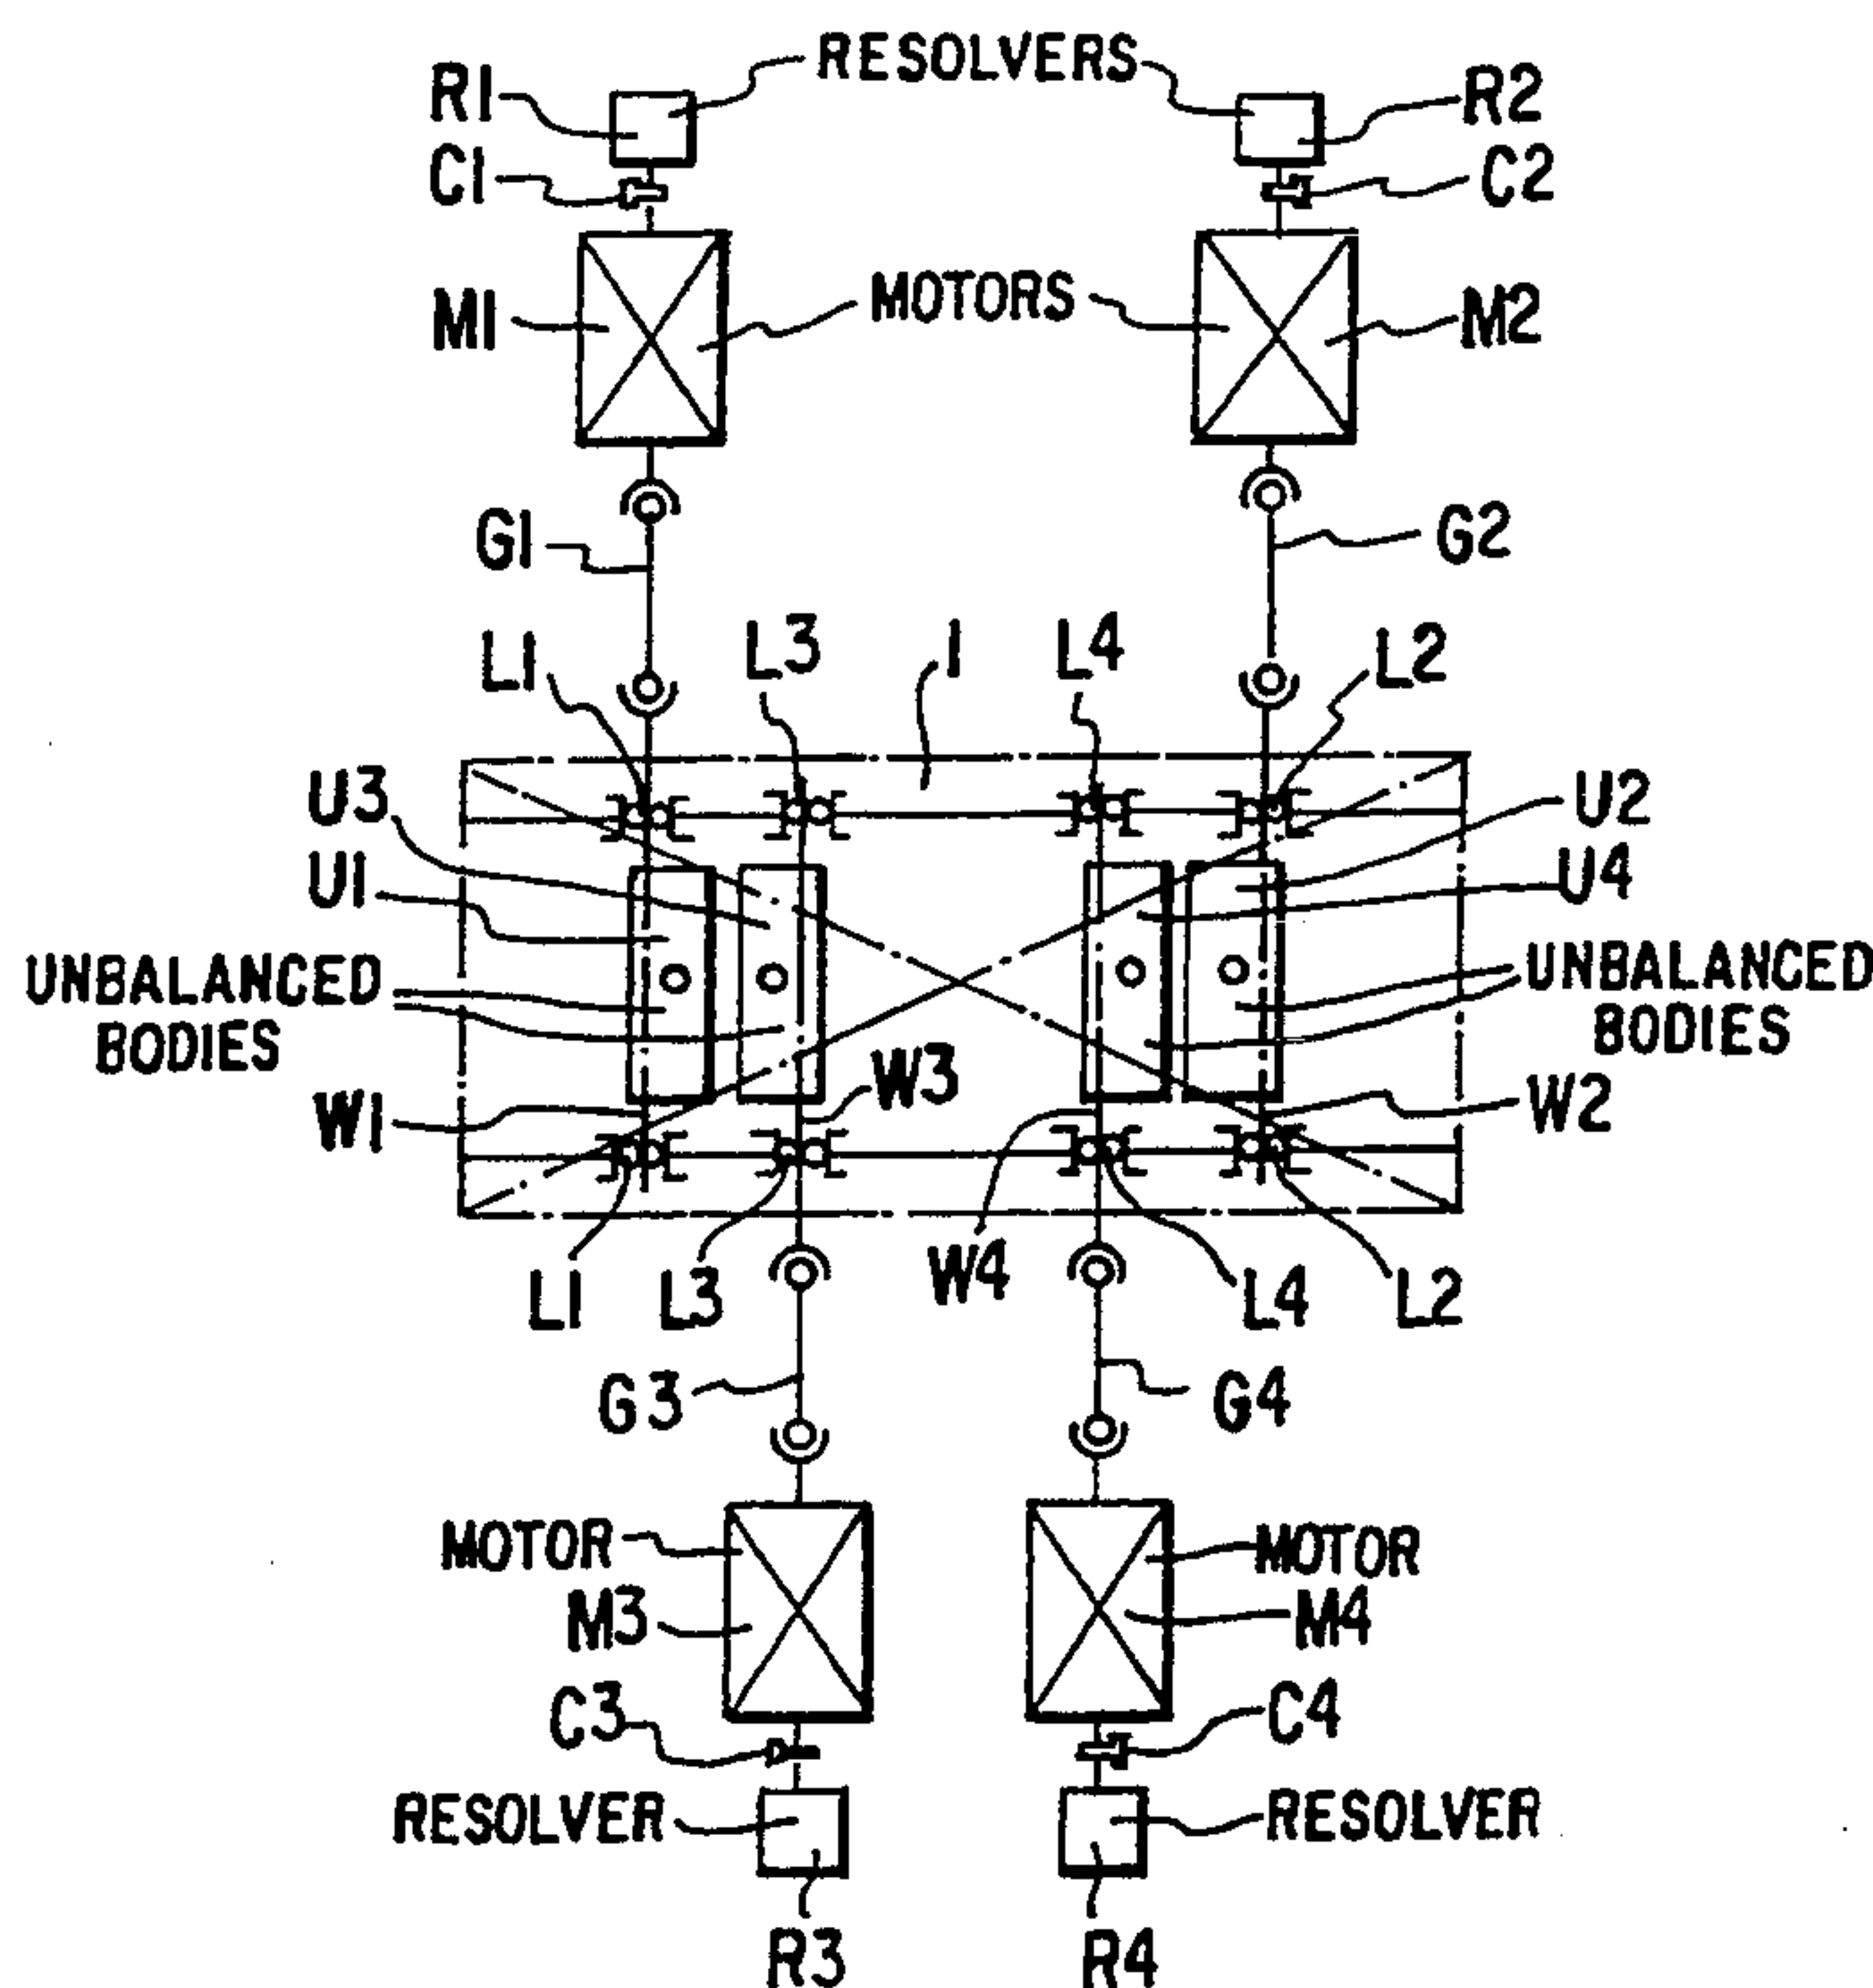 RESOLVERS
R1
R2
C1
C2
M1
MOTORS
M2
G1
G2
L1
L3
1
L4
L2
U3
U2
U1
U4
UNBALANCED
BODIES
UNBALANCED
BODIES
W3
W1
W2
W4
L1
L3
L4
L2
G3
G4
MOTOR
MOTOR
M3
M4
C3
C4
RESOLVER
RESOLVER
R3
R4